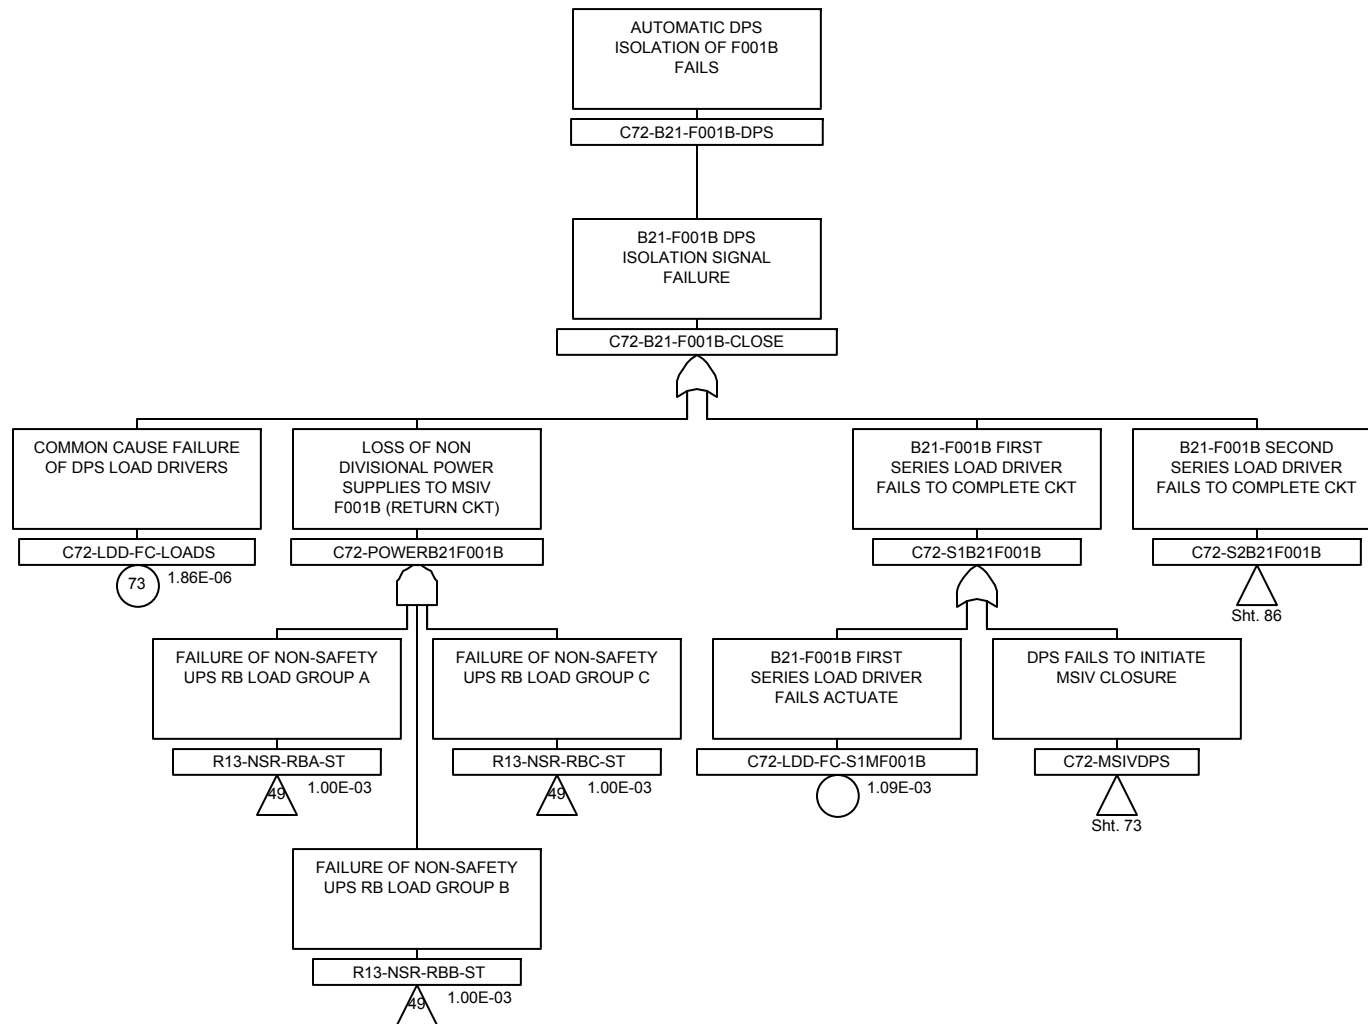 AUTOMATIC DPS
ISOLATION OF F001B
FAILS
C72-B21-F001B-DPS
B21-F001B DPS
ISOLATION SIGNAL
FAILURE
C72-B21-F001B-CLOSE
COMMON CAUSE FAILURE
OF DPS LOAD DRIVERS
C72-LDD-FC-LOADS
73
1.86E-06
LOSS OF NON
DIVISIONAL POWER
SUPPLIES TO MSIV
F001B (RETURN CKT)
C72-POWERB21F001B
B21-F001B FIRST
SERIES LOAD DRIVER
FAILS TO COMPLETE CKT
C72-S1B21F001B
B21-F001B SECOND
SERIES LOAD DRIVER
FAILS TO COMPLETE CKT
C72-S2B21F001B
Sht. 86
FAILURE OF NON-SAFETY
UPS RB LOAD GROUP A
R13-NSR-RBA-ST
49
1.00E-03
FAILURE OF NON-SAFETY
UPS RB LOAD GROUP C
R13-NSR-RBC-ST
49
1.00E-03
B21-F001B FIRST
SERIES LOAD DRIVER
FAILS ACTUATE
C72-LDD-FC-S1MF001B
1.09E-03
DPS FAILS TO INITIATE
MSIV CLOSURE
C72-MSIVDPS
Sht. 73
FAILURE OF NON-SAFETY
UPS RB LOAD GROUP B
R13-NSR-RBB-ST
49
1.00E-03